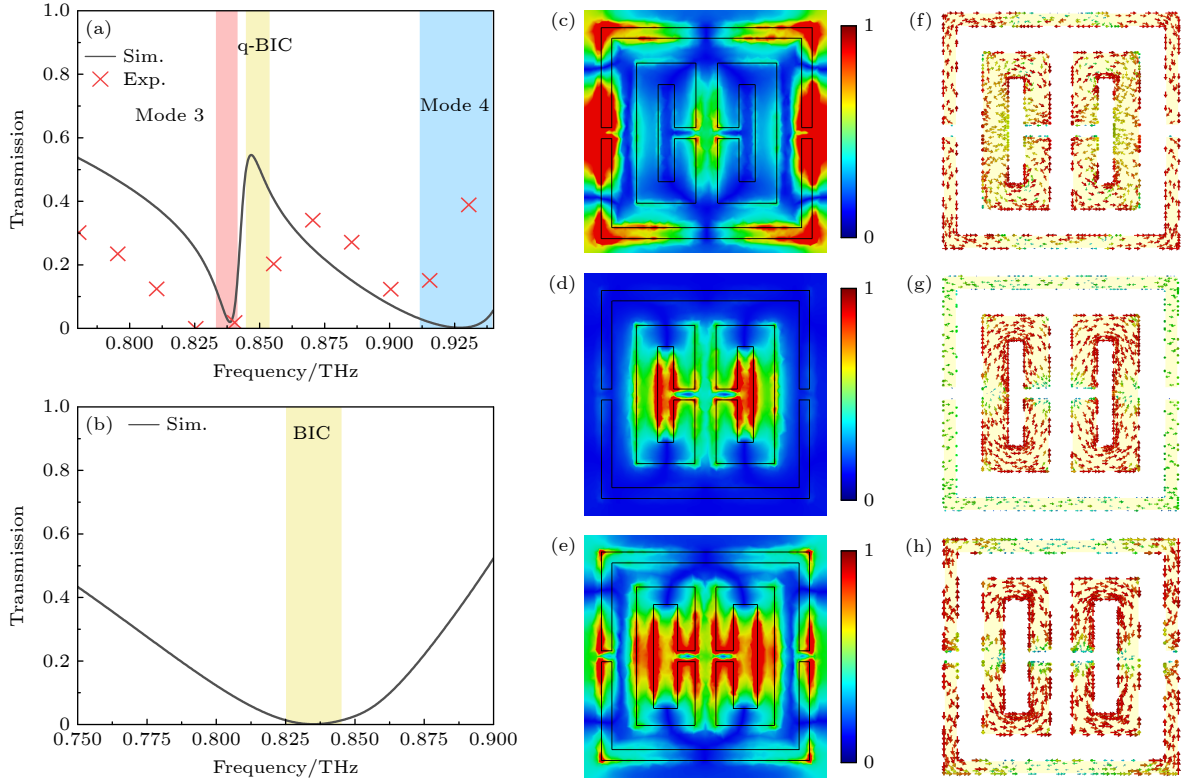 (a)
q-BIC
Sim.
Exp.
Mode 3
Mode 4
Transmission
1.0
0.8
0.6
0.4
0.2
0
0.800
0.825
0.850
0.875
0.900
0.925
Frequency/THz
(b)
Sim.
BIC
Transmission
1.0
0.8
0.6
0.4
0.2
0
0.750
0.775
0.800
0.825
0.850
0.875
0.900
Frequency/THz
(c)
1
0
(d)
1
0
(e)
1
0
(f)
(g)
(h)